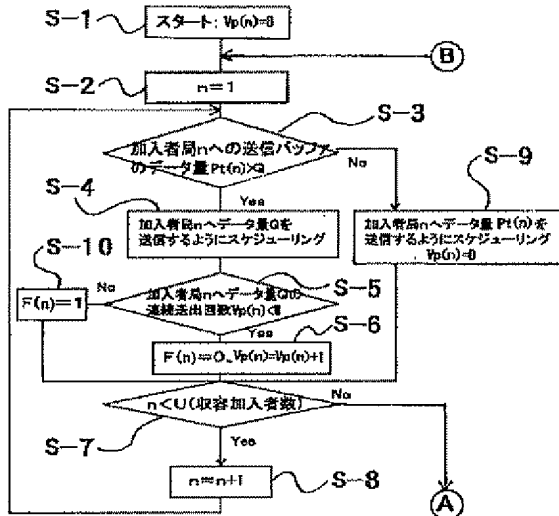 S-1
スタート: Vp(n)=0
B
S-2
n=1
S-3
加入者局nへの送信バッファ
のデータ量Pt(n)>Q
No
Yes
S-9
S-4
加入者局nへデータ量Qを
送信するようにスケジューリング
加入者局nへデータ量Pt(n)を
送信するようにスケジューリング
Vp(n)=0
S-10
S-5
F(n)=1
No
加入者局nへデータ量Qの
連続送出回数Vp(n)<
S-6
Yes
F(n)=0、Vp(n)=Vp(n)+1
n<U(収容加入者数)
No
S-7
Yes
S-8
n=n+1
A